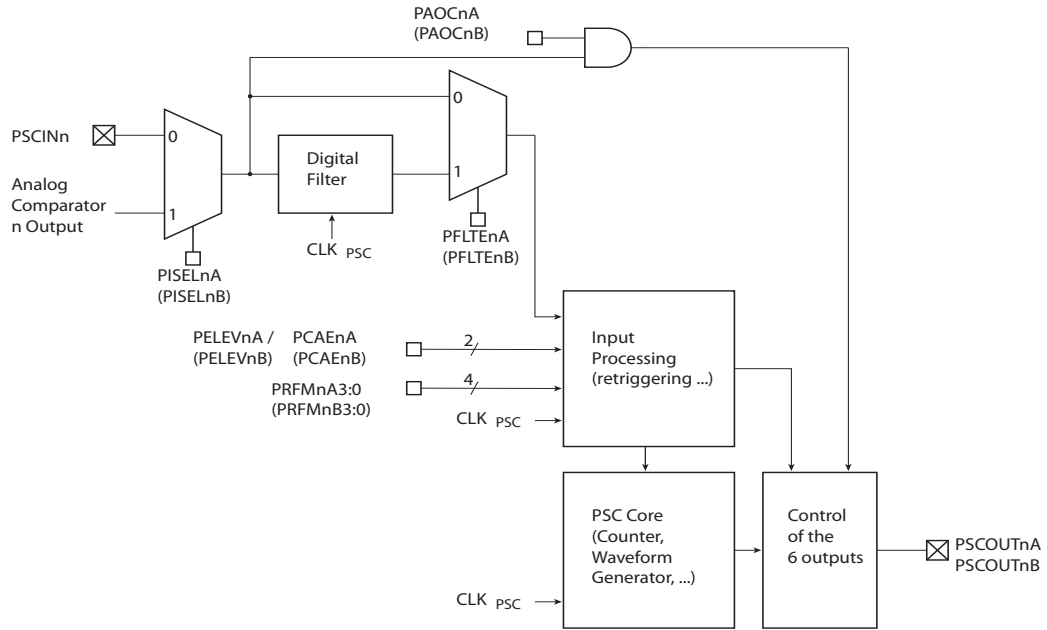 PAOCnA
(PAOCnB)
0
PSCINn
0
Digital
Filter
1
Analog
Comparator
n Output
1
CLK PSC
PFLTEnA
(PFLTEnB)
PISELnA
(PISELnB)
PELEVnA / PCAEnA
(PELEVnB) (PCAEnB)
2
Input
Processing
(retriggering ...)
PRFMnA3:0
(PRFMnB3:0)
4
CLK PSC
PSC Core
(Counter,
Waveform
Generator, ...)
Control
of the
6 outputs
PSCOUTnA
PSCOUTnB
CLK PSC